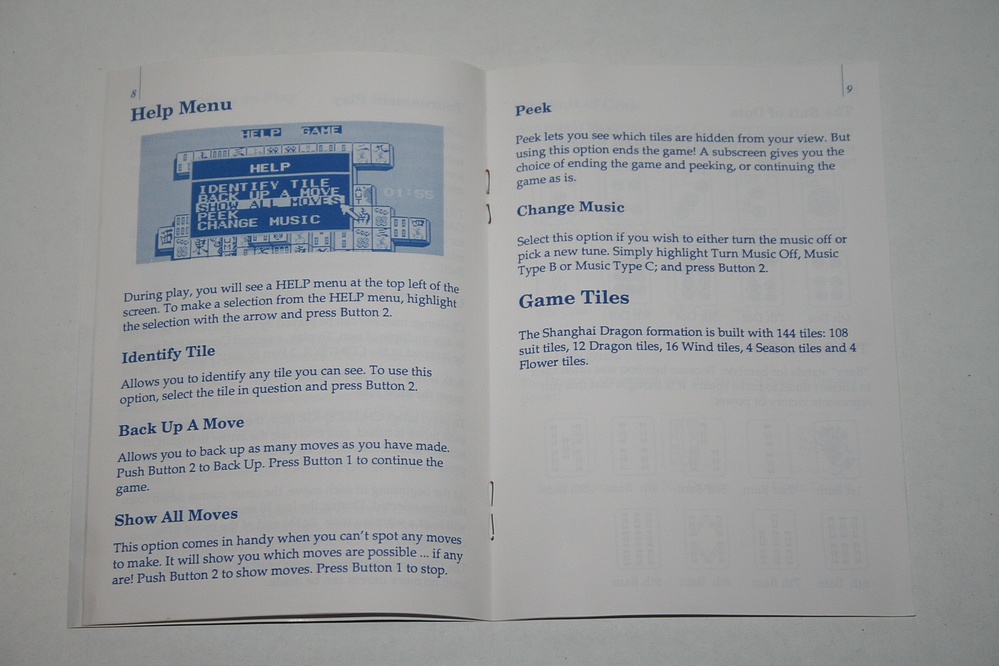 8
Help Menu
HELP GAME
HELP
IDENTIFY TILE
BACK UP A MOVE
SHOW ALL MOVES
PEEK
CHANGE MUSIC
01:55
During play, you will see a HELP menu at the top left of the
screen. To make a selection from the HELP menu, highlight
the selection with the arrow and press Button 2.
Identify Tile
Allows you to identify any tile you can see. To use this
option, select the tile in question and press Button 2.
Back Up A Move
Allows you to back up as many moves as you have made.
Push Button 2 to Back Up. Press Button 1 to continue the
game.
Show All Moves
This option comes in handy when you can't spot any moves
to make. It will show you which moves are possible ... if any
are! Push Button 2 to show moves. Press Button 1 to stop.
9
Peek
Peek lets you see which tiles are hidden from your view. But
using this option ends the game! A subscreen gives you the
choice of ending the game and peeking, or continuing the
game as is.
Change Music
Select this option if you wish to either turn the music off or
pick a new tune. Simply highlight Turn Music Off, Music
Type B or Music Type C; and press Button 2.
Game Tiles
The Shanghai Dragon formation is built with 144 tiles: 108
suit tiles, 12 Dragon tiles, 16 Wind tiles, 4 Season tiles and 4
Flower tiles.